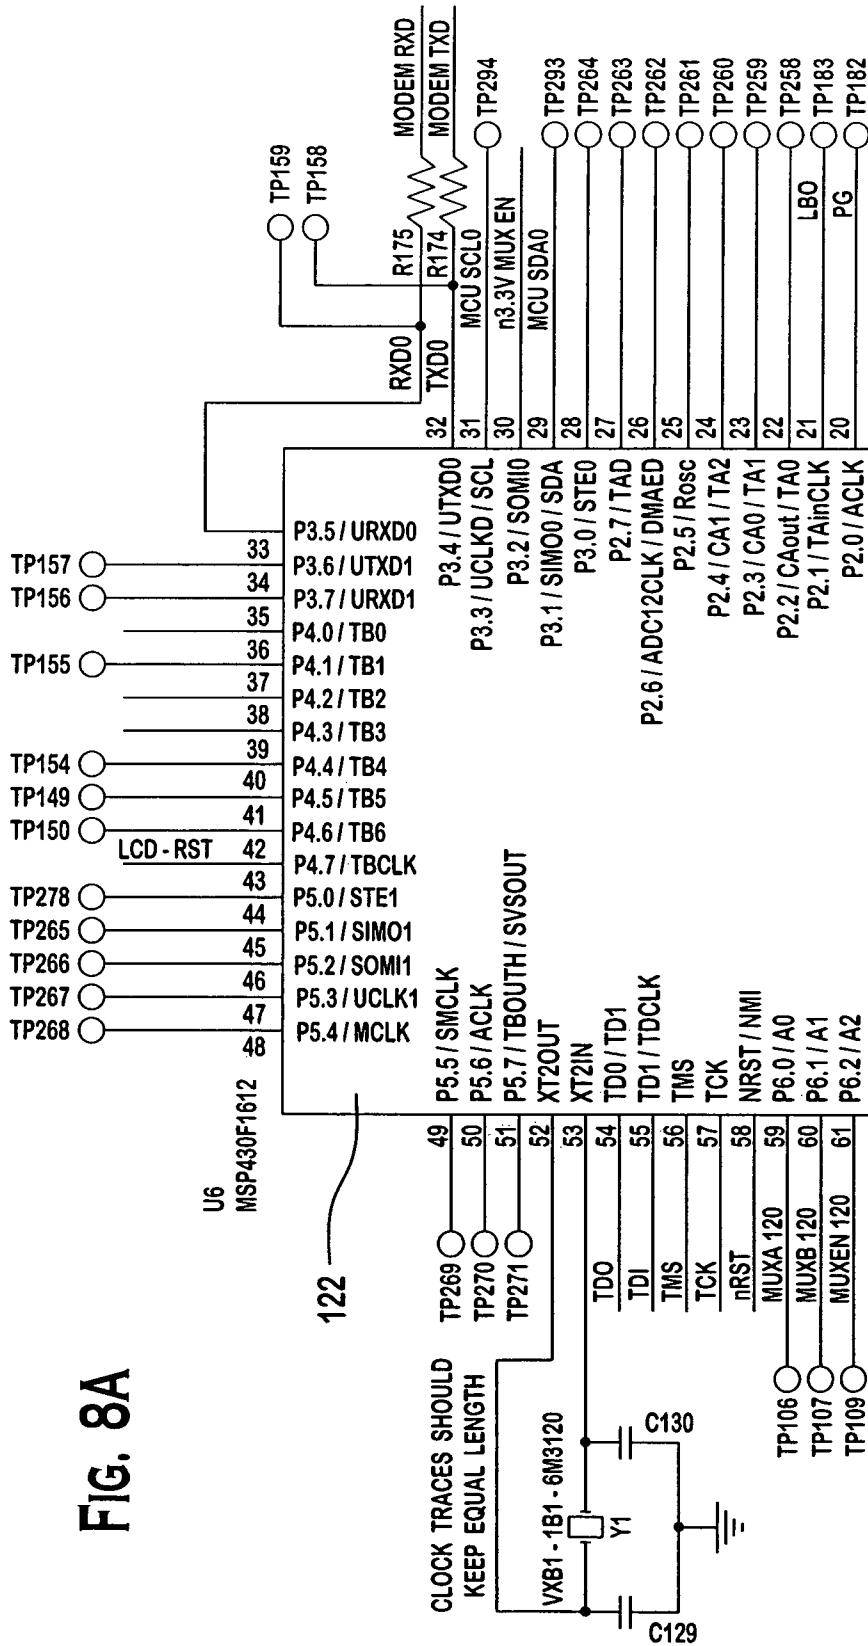 FIG. 8A
U6
MSP430F1612
122
CLOCK TRACES SHOULD
KEEP EQUAL LENGTH
VXB1 - 1B1 - 6M3120
Y1
C129
C130
TP157
TP156
TP155
TP154
TP149
TP150
LCD - RST
TP278
TP265
TP266
TP267
TP268
33
34
35
36
37
38
39
40
41
42
43
44
45
46
47
48
P3.5 / URXD0
P3.6 / UTXD1
P3.7 / URXD1
P4.0 / TB0
P4.1 / TB1
P4.2 / TB2
P4.3 / TB3
P4.4 / TB4
P4.5 / TB5
P4.6 / TB6
P4.7 / TBCLK
P5.0 / STE1
P5.1 / SIMO1
P5.2 / SOMI1
P5.3 / UCLK1
P5.4 / MCLK
TP159
TP158
MODEM RXD
MODEM TXD
R175
R174
RXD0
TXD0
MCU SCL0
TP294
n3.3V MUX EN
MCU SDA0
TP293
TP264
TP263
TP262
TP261
TP260
TP259
TP258
LBO
TP183
PG
TP182
32
31
30
29
28
27
26
25
24
23
22
21
20
P3.4 / UTXD0
P3.3 / UCLKD / SCL
P3.2 / SOMI0
P3.1 / SIMO0 / SDA
P3.0 / STE0
P2.7 / TAD
P2.6 / ADC12CLK / DMAED
P2.5 / Rosc
P2.4 / CA1 / TA2
P2.3 / CA0 / TA1
P2.2 / CAout / TA0
P2.1 / TAinCLK
P2.0 / ACLK
P5.5 / SMCLK
P5.6 / ACLK
P5.7 / TBOUTH / SVSOUT
XT2OUT
XT2IN
TD0 / TD1
TD1 / TDCLK
TMS
TCK
NRST / NMI
P6.0 / A0
P6.1 / A1
P6.2 / A2
49
50
51
52
53
54
55
56
57
58
59
60
61
TP269
TP270
TP271
TDO
TDI
TMS
TCK
nRST
MUXA 120
MUXB 120
MUXEN 120
TP106
TP107
TP109